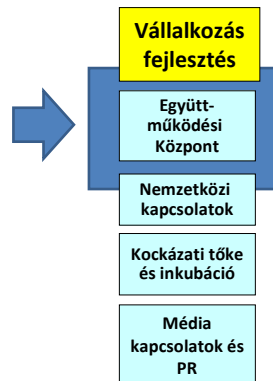 Vállalkozás
fejlesztés
Együtt-
működési
Központ
Nemzetközi
kapcsolatok
Kockázati tőke
és inkubáció
Média
kapcsolatok és
PR